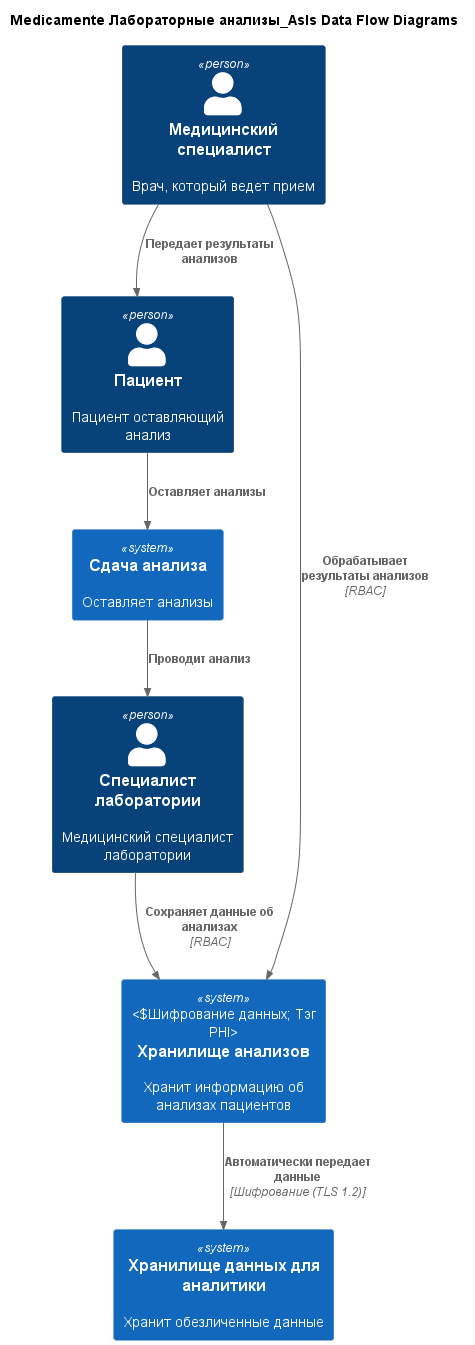 Medicamente Лабораторные анализы_AsIs Data Flow Diagrams
«person»
Медицинский
специалист
Врач, который ведет прием
Передает результаты
анализов
«person»
Пациент
Пациент оставляющий
анализ
Оставляет анализы
«system»
Сдача анализа
Оставляет анализы
Обрабатывает
результаты анализов
[RBAC]
Проводит анализ
«person»
Специалист
лаборатории
Медицинский специалист
лаборатории
Сохраняет данные об
анализах
[RBAC]
«system»
<$Шифрование данных; Тэг
PHI>
Хранилище анализов
Хранит информацию об
анализах пациентов
Автоматически передает
данные
[Шифрование (TLS 1.2)]
«system»
Хранилище данных для
аналитики
Хранит обезличенные данные